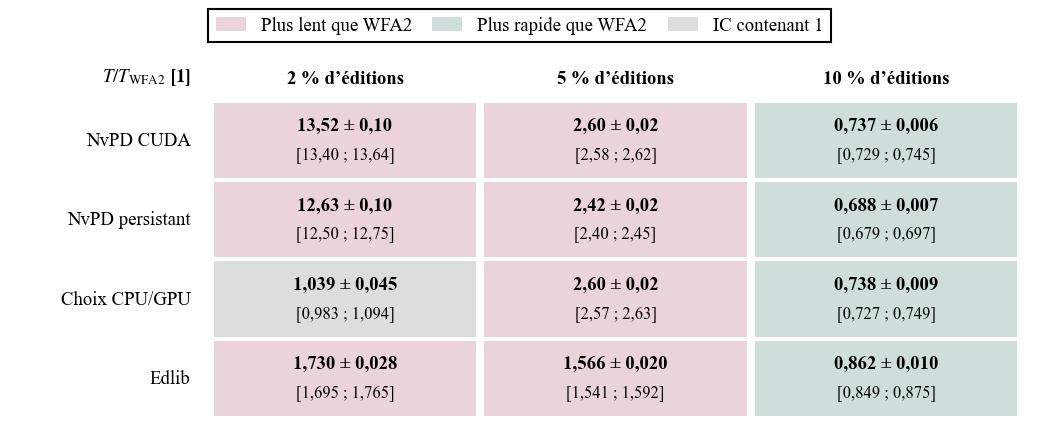 Plus lent que WFA2 Plus rapide que WFA2 IC contenant 1
T/T_WFA2 [1] 2 % d’éditions 5 % d’éditions 10 % d’éditions
NvPD CUDA 13,52 ± 0,10 2,60 ± 0,02 0,737 ± 0,006
[13,40 ; 13,64] [2,58 ; 2,62] [0,729 ; 0,745]
NvPD persistant 12,63 ± 0,10 2,42 ± 0,02 0,688 ± 0,007
[12,50 ; 12,75] [2,40 ; 2,45] [0,679 ; 0,697]
Choix CPU/GPU 1,039 ± 0,045 2,60 ± 0,02 0,738 ± 0,009
[0,983 ; 1,094] [2,57 ; 2,63] [0,727 ; 0,749]
Edlib 1,730 ± 0,028 1,566 ± 0,020 0,862 ± 0,010
[1,695 ; 1,765] [1,541 ; 1,592] [0,849 ; 0,875]